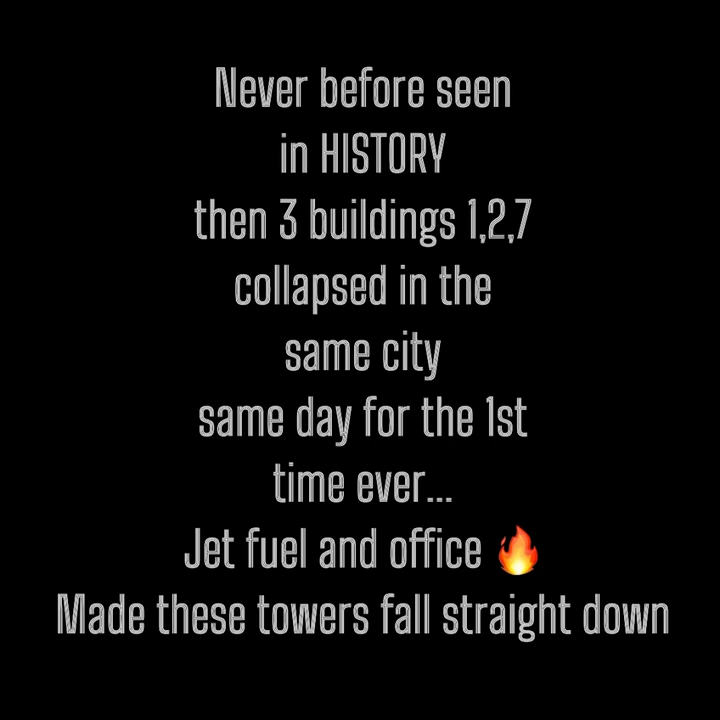 Never before seen
in HISTORY
then 3 buildings 1,2,7
collapsed in the
same city
same day for the 1st
time ever...
Jet fuel and office 🔥
Made these towers fall straight down